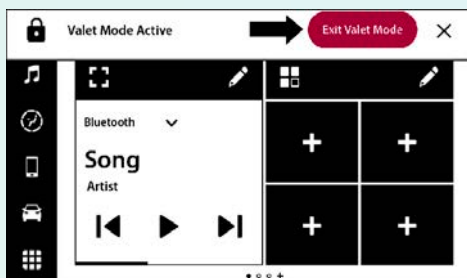 Valet Mode Active
Exit Valet Mode
Bluetooth
Song
Artist